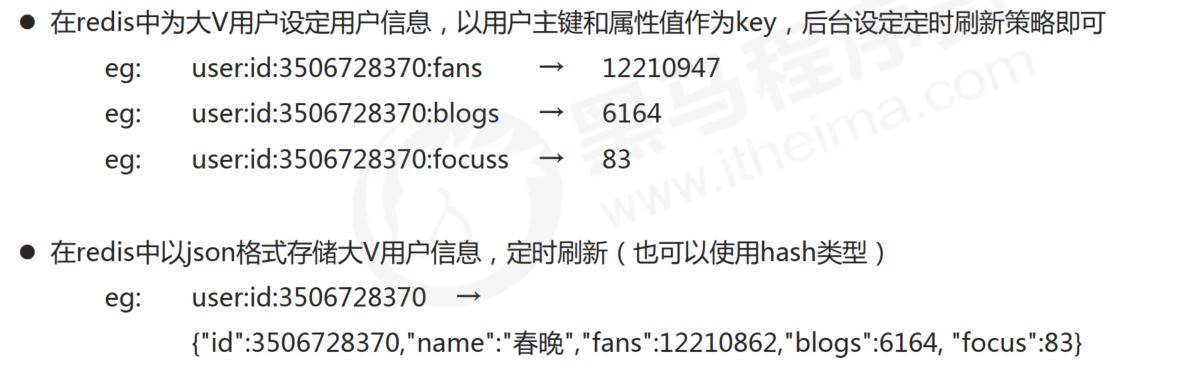 ● 在redis中为大V用户设定用户信息，以用户主键和属性值作为key，后台设定定时刷新策略即可
eg: user:id:3506728370:fans → 12210947
eg: user:id:3506728370:blogs → 6164
eg: user:id:3506728370:focuss → 83
● 在redis中以json格式存储大V用户信息，定时刷新（也可以使用hash类型）
eg: user:id:3506728370 →
{"id":3506728370,"name":"春晚","fans":12210862,"blogs":6164, "focus":83}
黑马程序员
www.itheima.com